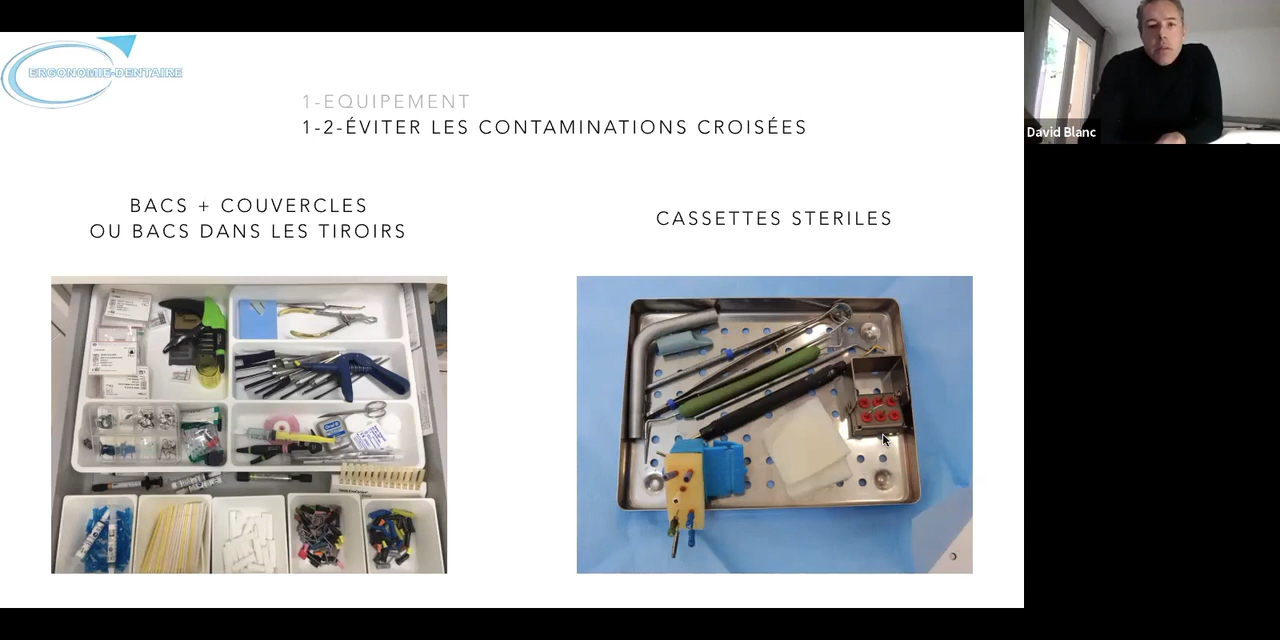 ERGONOMIE-DENTAIRE
1-EQUIPEMENT
1-2-ÉVITER LES CONTAMINATIONS CROISÉES
BACS + COUVERCLES
OU BACS DANS LES TIROIRS
CASSETTES STERILES
David Blanc